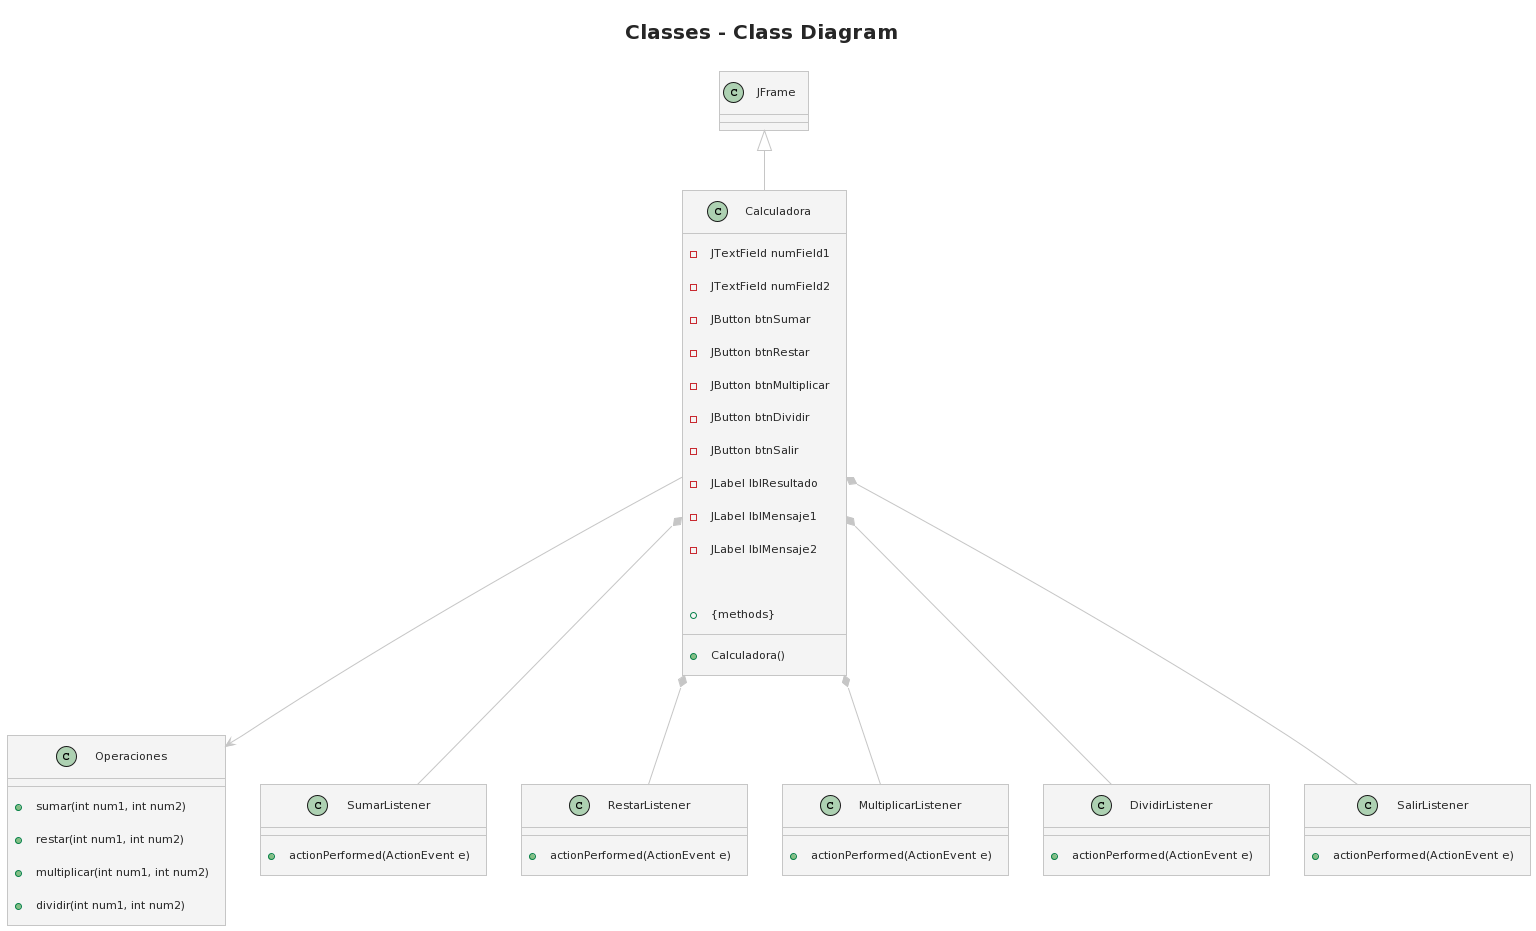 Classes - Class Diagram
C JFrame
C Calculadora
JTextField numField1
JTextField numField2
JButton btnSumar
JButton btnRestar
JButton btnMultiplicar
JButton btnDividir
JButton btnSalir
JLabel lblResultado
JLabel lblMensaje1
JLabel lblMensaje2
{methods}
Calculadora()
C Operaciones
sumar(int num1, int num2)
restar(int num1, int num2)
multiplicar(int num1, int num2)
dividir(int num1, int num2)
C SumarListener
actionPerformed(ActionEvent e)
C RestarListener
actionPerformed(ActionEvent e)
C MultiplicarListener
actionPerformed(ActionEvent e)
C DividirListener
actionPerformed(ActionEvent e)
C SalirListener
actionPerformed(ActionEvent e)